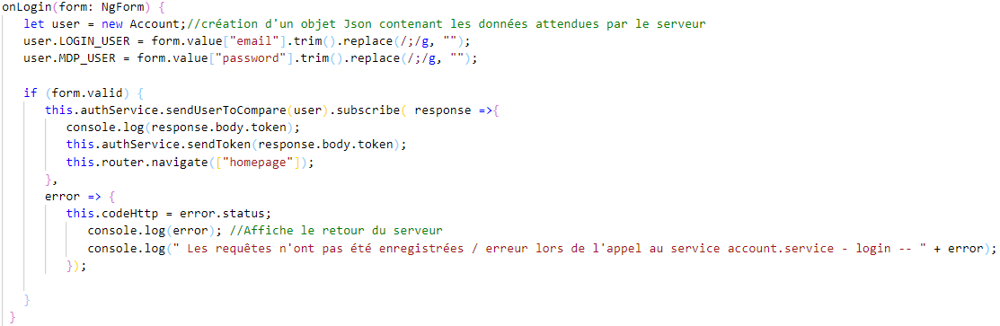 onLogin(form: NgForm) {
let user = new Account;//création d'un objet Json contenant les données attendues par le serveur
user.LOGIN_USER = form.value["email"].trim().replace(/;/g, "");
user.MDP_USER = form.value["password"].trim().replace(/;/g, "");
if (form.valid) {
this.authService.sendUserToCompare(user).subscribe( response =>{
console.log(response.body.token);
this.authService.sendToken(response.body.token);
this.router.navigate(["homepage"]);
},
error => {
this.codeHttp = error.status;
console.log(error); //Affiche le retour du serveur
console.log(" Les requêtes n'ont pas été enregistrées / erreur lors de l'appel au service account.service - login -- " + error);
});
}
}